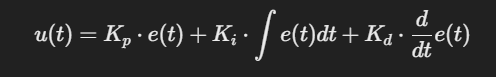 u(t) = K_p · e(t) + K_i · ∫ e(t)dt + K_d · d/dt e(t)